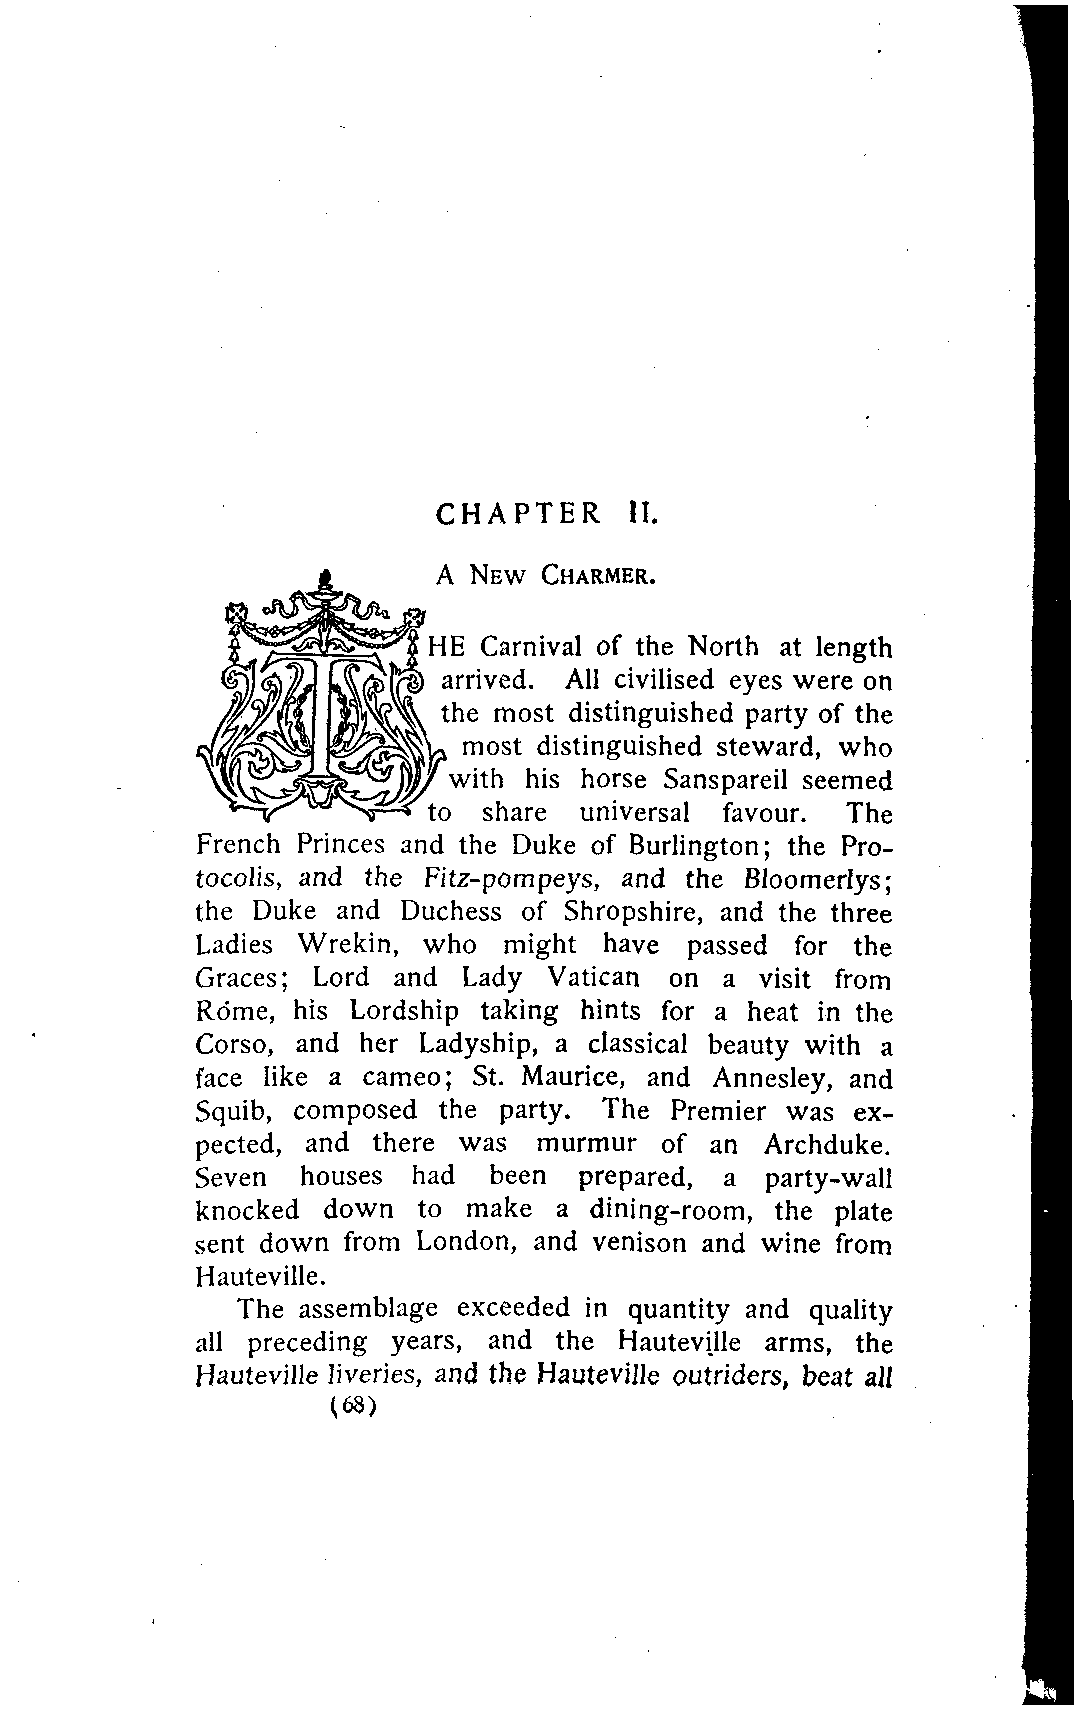 CHAPTER II.
A NEW CHARMER.
THE Carnival of the North at length
arrived. All civilised eyes were on
the most distinguished party of the
most distinguished steward, who
with his horse Sanspareil seemed
to share universal favour. The
French Princes and the Duke of Burlington; the Pro-
tocolis, and the Fitz-pompeys, and the Bloomerlys;
the Duke and Duchess of Shropshire, and the three
Ladies Wrekin, who might have passed for the
Graces; Lord and Lady Vatican on a visit from
Rome, his Lordship taking hints for a heat in the
Corso, and her Ladyship, a classical beauty with a
face like a cameo; St. Maurice, and Annesley, and
Squib, composed the party. The Premier was ex-
pected, and there was murmur of an Archduke.
Seven houses had been prepared, a party-wall
knocked down to make a dining-room, the plate
sent down from London, and venison and wine from
Hauteville.
The assemblage exceeded in quantity and quality
all preceding years, and the Hauteville arms, the
Hauteville liveries, and the Hauteville outriders, beat all
(68)